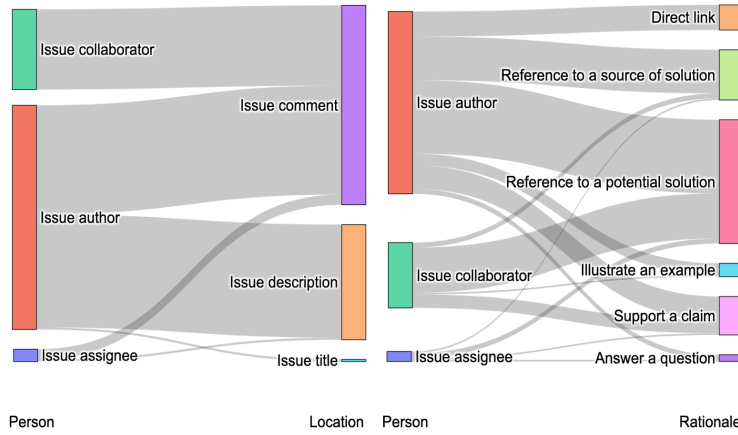 Issue collaborator
Issue comment
Issue author
Issue description
Issue assignee
Issue title
Person
Location
Direct link
Reference to a source of solution
Issue author
Reference to a potential solution
Illustrate an example
Issue collaborator
Support a claim
Issue assignee
Answer a question
Person
Rationale